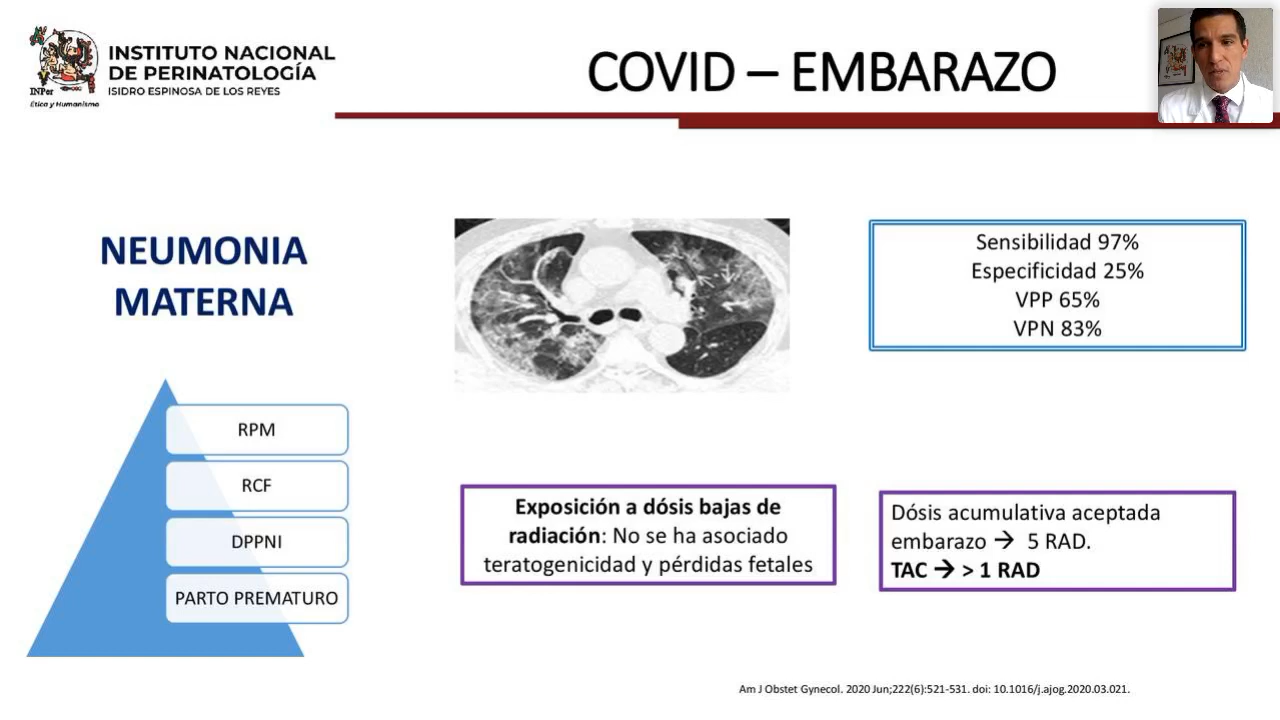 INSTITUTO NACIONAL
DE PERINATOLOGÍA
ISIDRO ESPINOSA DE LOS REYES
INPer
Ética y Humanismo
COVID – EMBARAZO
NEUMONIA
MATERNA
RPM
RCF
DPPNI
PARTO PREMATURO
Sensibilidad 97%
Especificidad 25%
VPP 65%
VPN 83%
Exposición a dósis bajas de
radiación: No se ha asociado
teratogenicidad y pérdidas fetales
Dósis acumulativa aceptada
embarazo → 5 RAD.
TAC → > 1 RAD
Am J Obstet Gynecol. 2020 Jun;222(6):521-531. doi: 10.1016/j.ajog.2020.03.021.